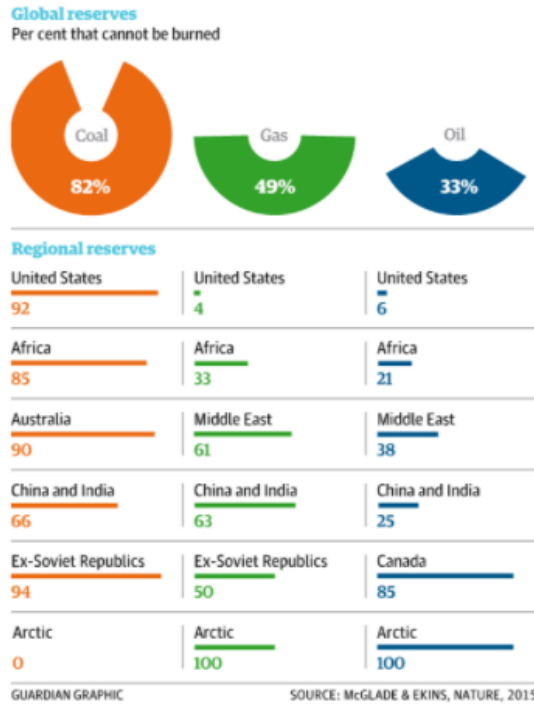 Global reserves
Per cent that cannot be burned
Coal Gas Oil
82% 49% 33%
Regional reserves
United States United States United States
92 4 6
Africa Africa Africa
85 33 21
Australia Middle East Middle East
90 61 38
China and India China and India China and India
66 63 25
Ex-Soviet Republics Ex-Soviet Republics Canada
94 50 85
Arctic Arctic Arctic
0 100 100
GUARDIAN GRAPHIC SOURCE: McGLADE & EKINS, NATURE, 2015